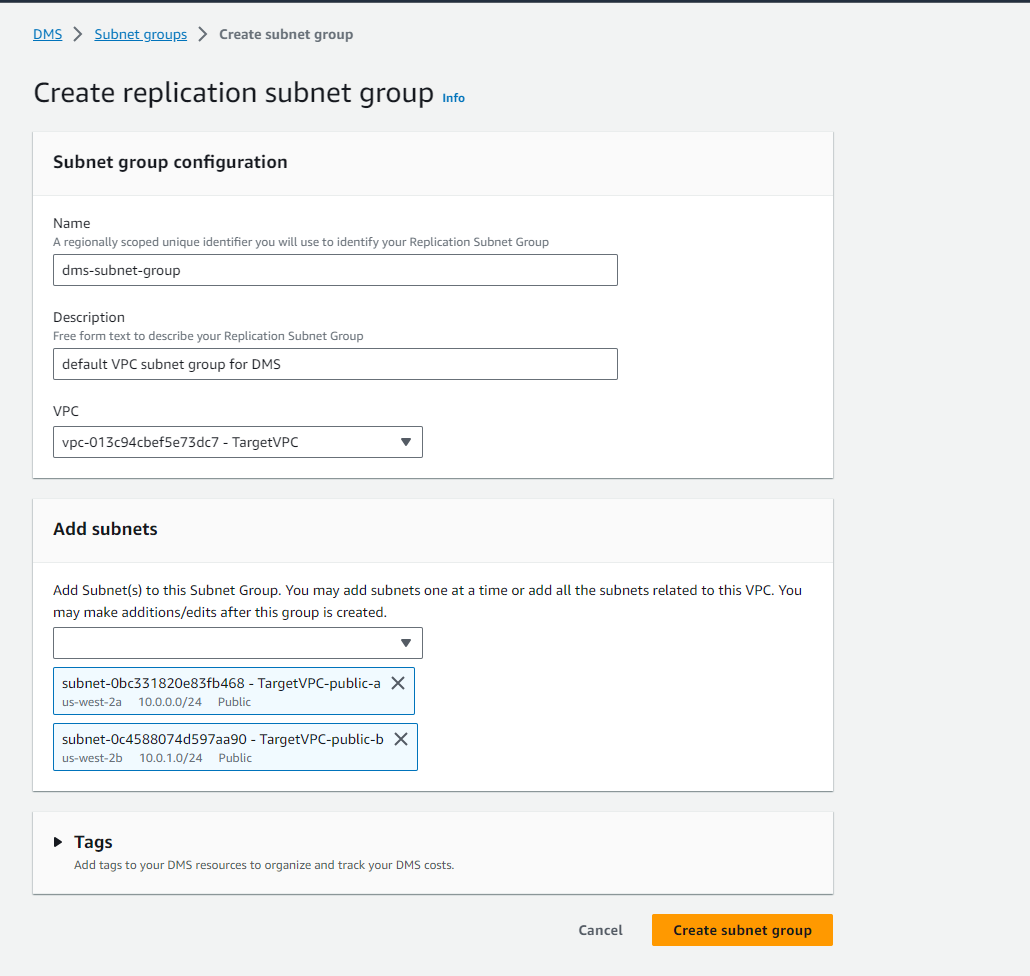 DMS > Subnet groups > Create subnet group
Create replication subnet group Info
Subnet group configuration
Name
A regionally scoped unique identifier you will use to identify your Replication Subnet Group
dms-subnet-group
Description
Free form text to describe your Replication Subnet Group
default VPC subnet group for DMS
VPC
vpc-013c94cbef5e73dc7 - TargetVPC
Add subnets
Add Subnet(s) to this Subnet Group. You may add subnets one at a time or add all the subnets related to this VPC. You
may make additions/edits after this group is created.
subnet-0bc331820e83fb468 - TargetVPC-public-a
us-west-2a 10.0.0.0/24 Public
subnet-0c4588074d597aa90 - TargetVPC-public-b
us-west-2b 10.0.1.0/24 Public
Tags
Add tags to your DMS resources to organize and track your DMS costs.
Cancel Create subnet group